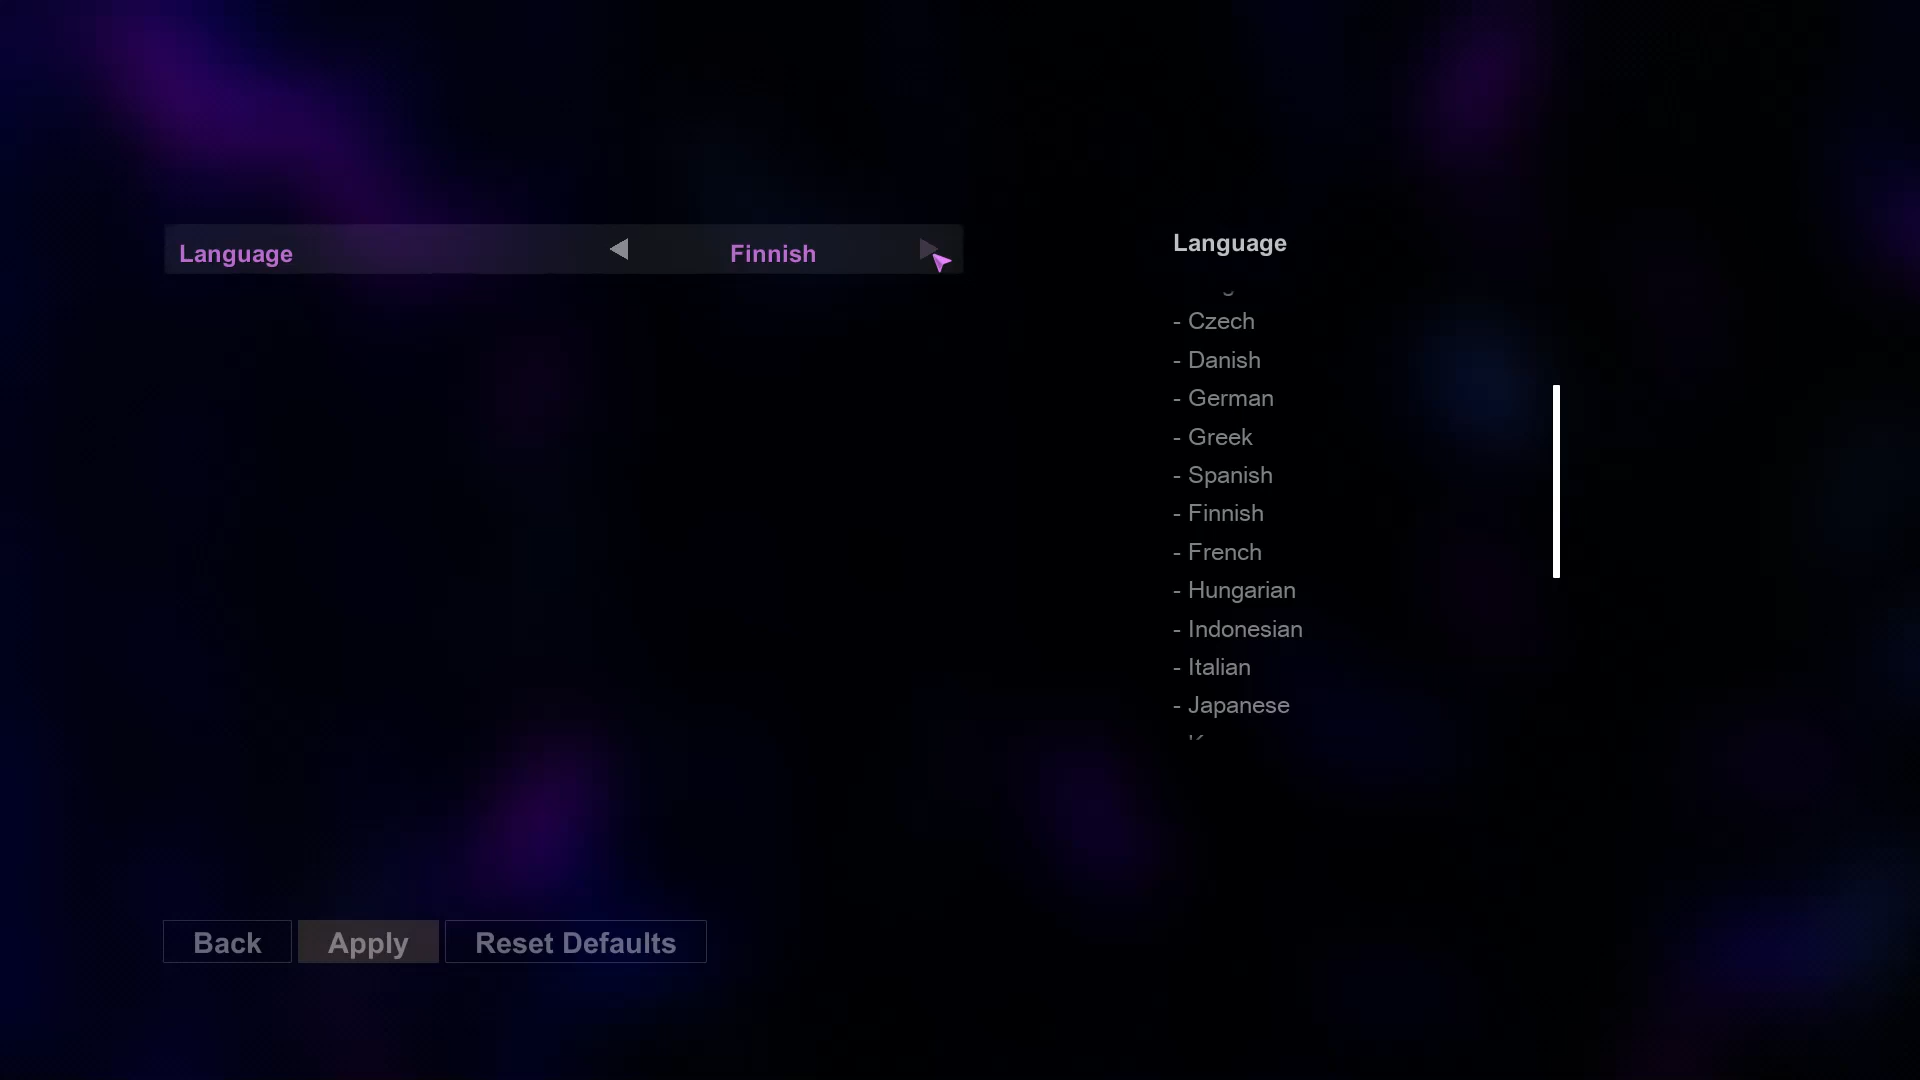 Language
Finnish
Language
- Czech
- Danish
- German
- Greek
- Spanish
- Finnish
- French
- Hungarian
- Indonesian
- Italian
- Japanese
Back
Apply
Reset Defaults